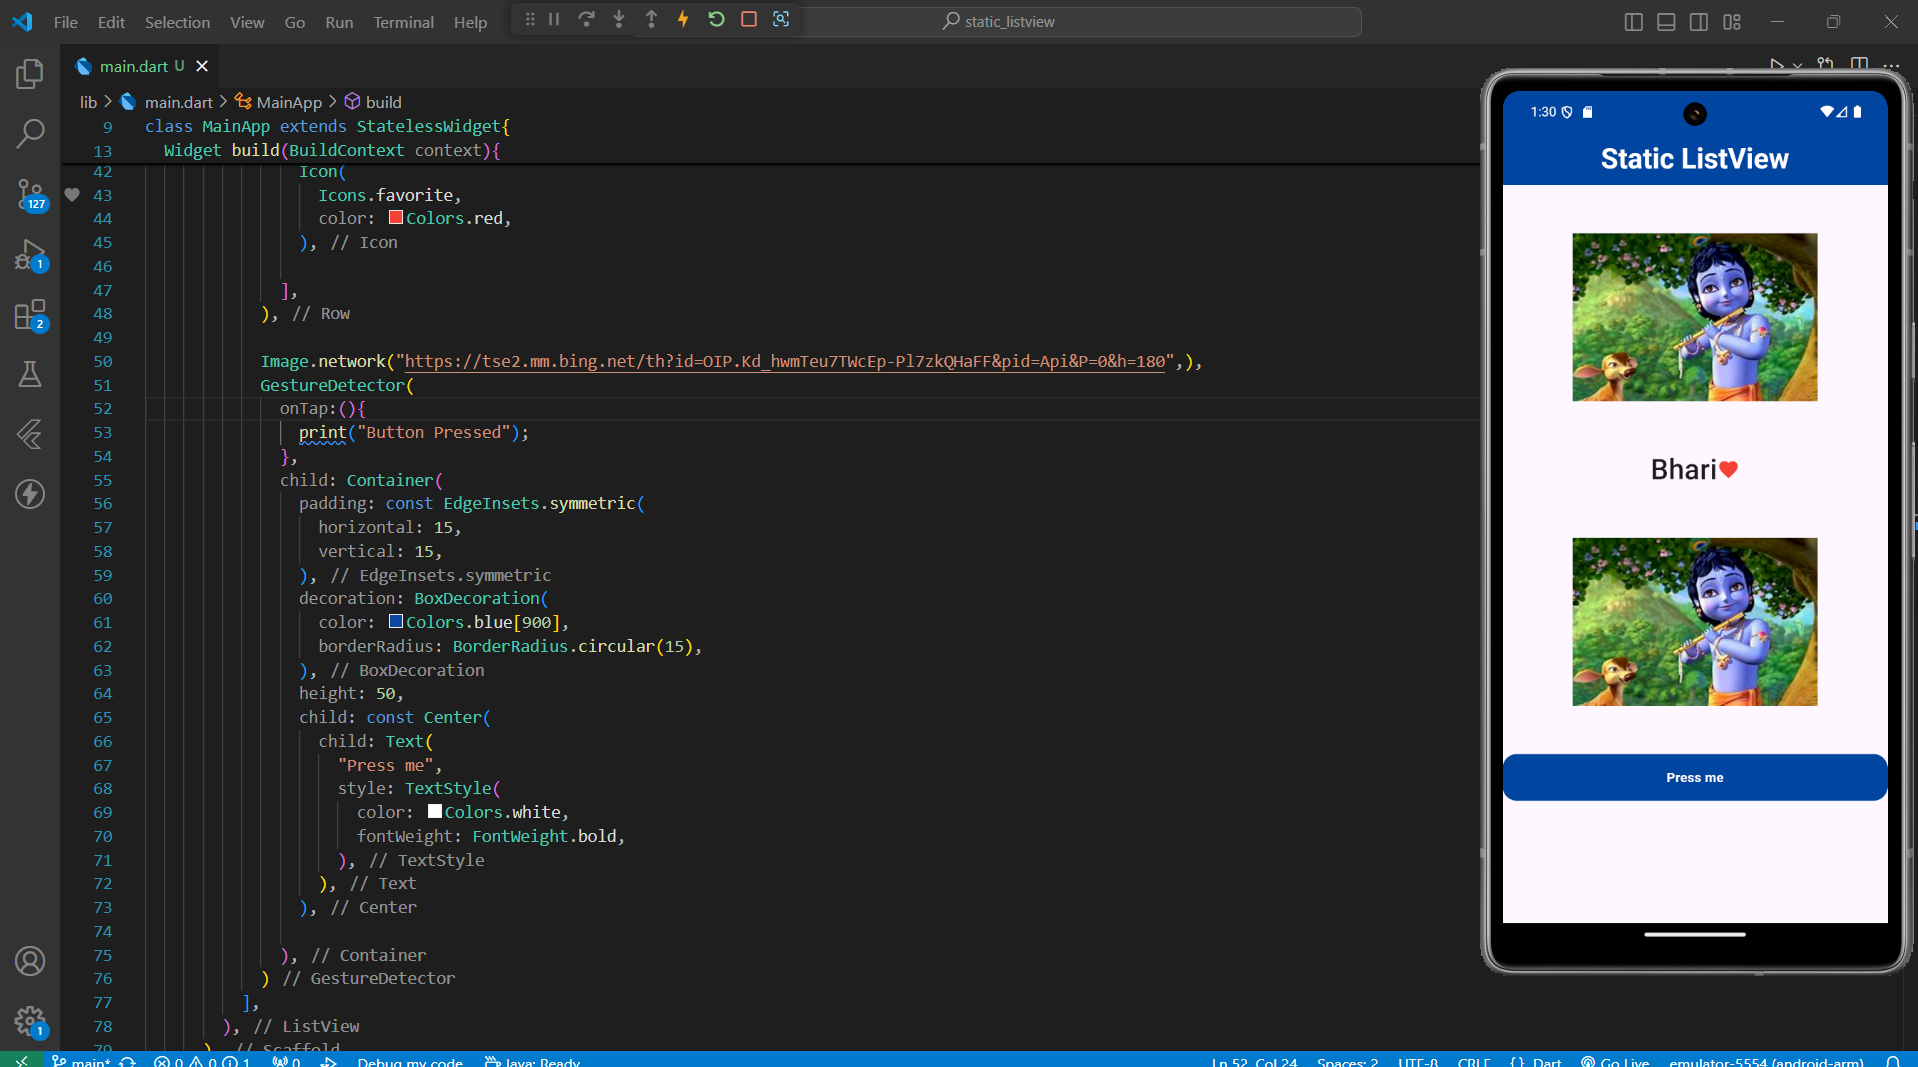 File Edit Selection View Go Run Terminal Help
static_listview
main.dart U
lib > main.dart > MainApp > build
9 class MainApp extends StatelessWidget{
13 Widget build(BuildContext context){
42 Icon(
43 Icons.favorite,
44 color: Colors.red,
45 ), // Icon
46
47 ],
48 ), // Row
49
50 Image.network("https://tse2.mm.bing.net/th?id=OIP.Kd_hwmTeu7TWcEp-Pl7zkQHaFF&pid=Api&P=0&h=180",),
51 GestureDetector(
52 onTap:(){
53 print("Button Pressed");
54 },
55 child: Container(
56 padding: const EdgeInsets.symmetric(
57 horizontal: 15,
58 vertical: 15,
59 ), // EdgeInsets.symmetric
60 decoration: BoxDecoration(
61 color: Colors.blue[900],
62 borderRadius: BorderRadius.circular(15),
63 ), // BoxDecoration
64 height: 50,
65 child: const Center(
66 child: Text(
67 "Press me",
68 style: TextStyle(
69 color: Colors.white,
70 fontWeight: FontWeight.bold,
71 ), // TextStyle
72 ), // Text
73 ), // Center
74
75 ), // Container
76 ) // GestureDetector
77 ],
78 ), // ListView
79 ), // Scaffold
127
1
2
1
main* 0 0 1 0 Debug my code Java: Ready Ln 52, Col 24 Spaces: 2 UTF-8 CRLF {} Dart Go Live emulator-5554 (android-arm)
1:30
Static ListView
Bhari
Press me